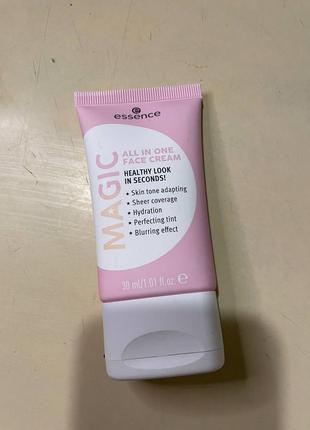 essence
MAGIC
ALL IN ONE
FACE CREAM
HEALTHY LOOK
IN SECONDS!
• Skin tone adapting
• Sheer coverage
• Hydration
• Perfecting tint
• Blurring effect
30 ml/1.01 fl.oz ℮